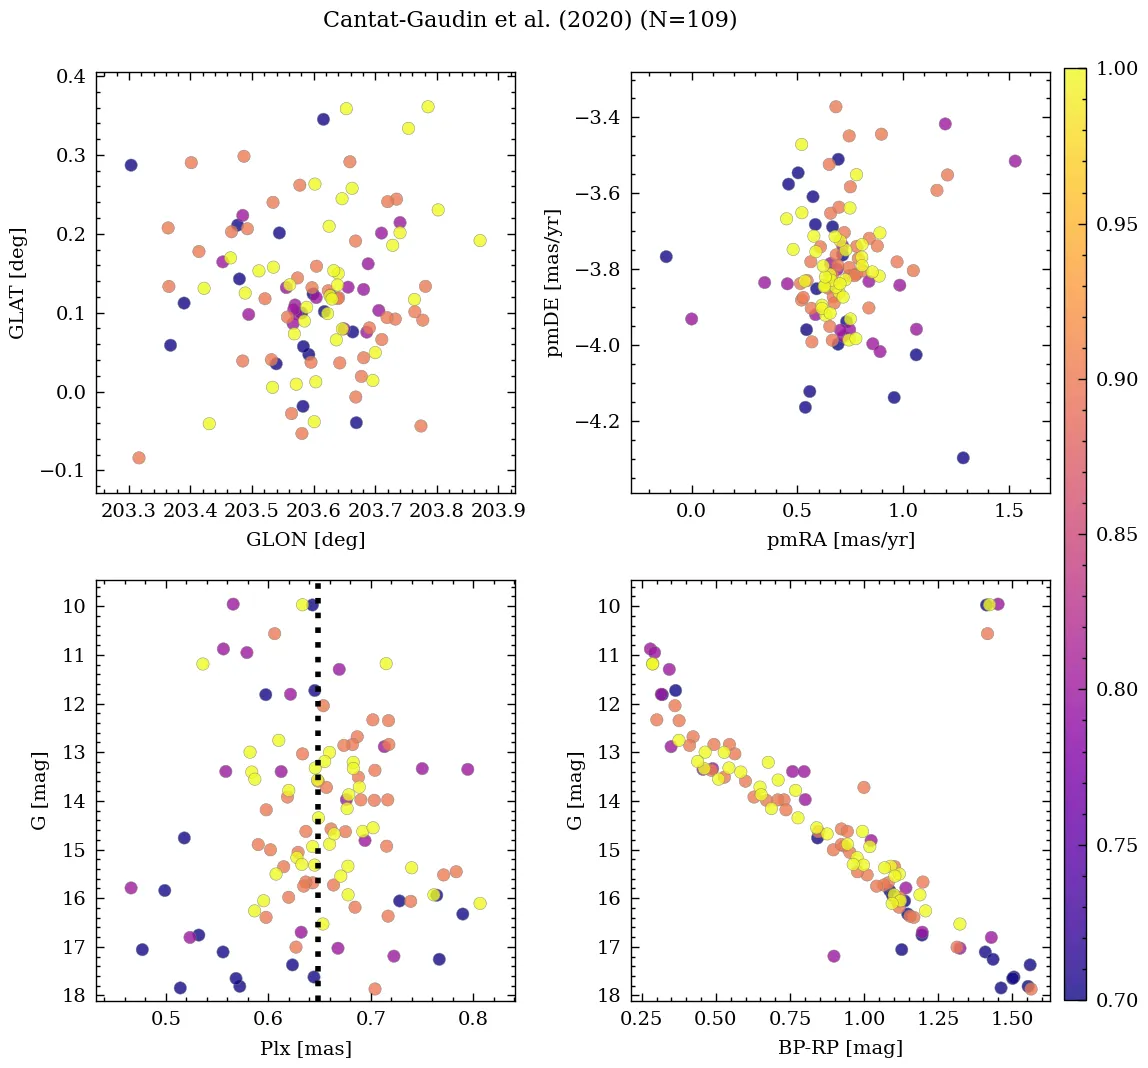 Cantat-Gaudin et al. (2020) (N=109)
0.4
0.3
0.2
0.1
0.0
−0.1
GLAT [deg]
203.3 203.4 203.5 203.6 203.7 203.8 203.9
GLON [deg]
−3.4
−3.6
−3.8
−4.0
−4.2
pmDE [mas/yr]
0.0 0.5 1.0 1.5
pmRA [mas/yr]
1.00
0.95
0.90
0.85
0.80
0.75
0.70
10
11
12
13
14
15
16
17
18
G [mag]
0.5 0.6 0.7 0.8
Plx [mas]
10
11
12
13
14
15
16
17
18
G [mag]
0.25 0.50 0.75 1.00 1.25 1.50
BP-RP [mag]